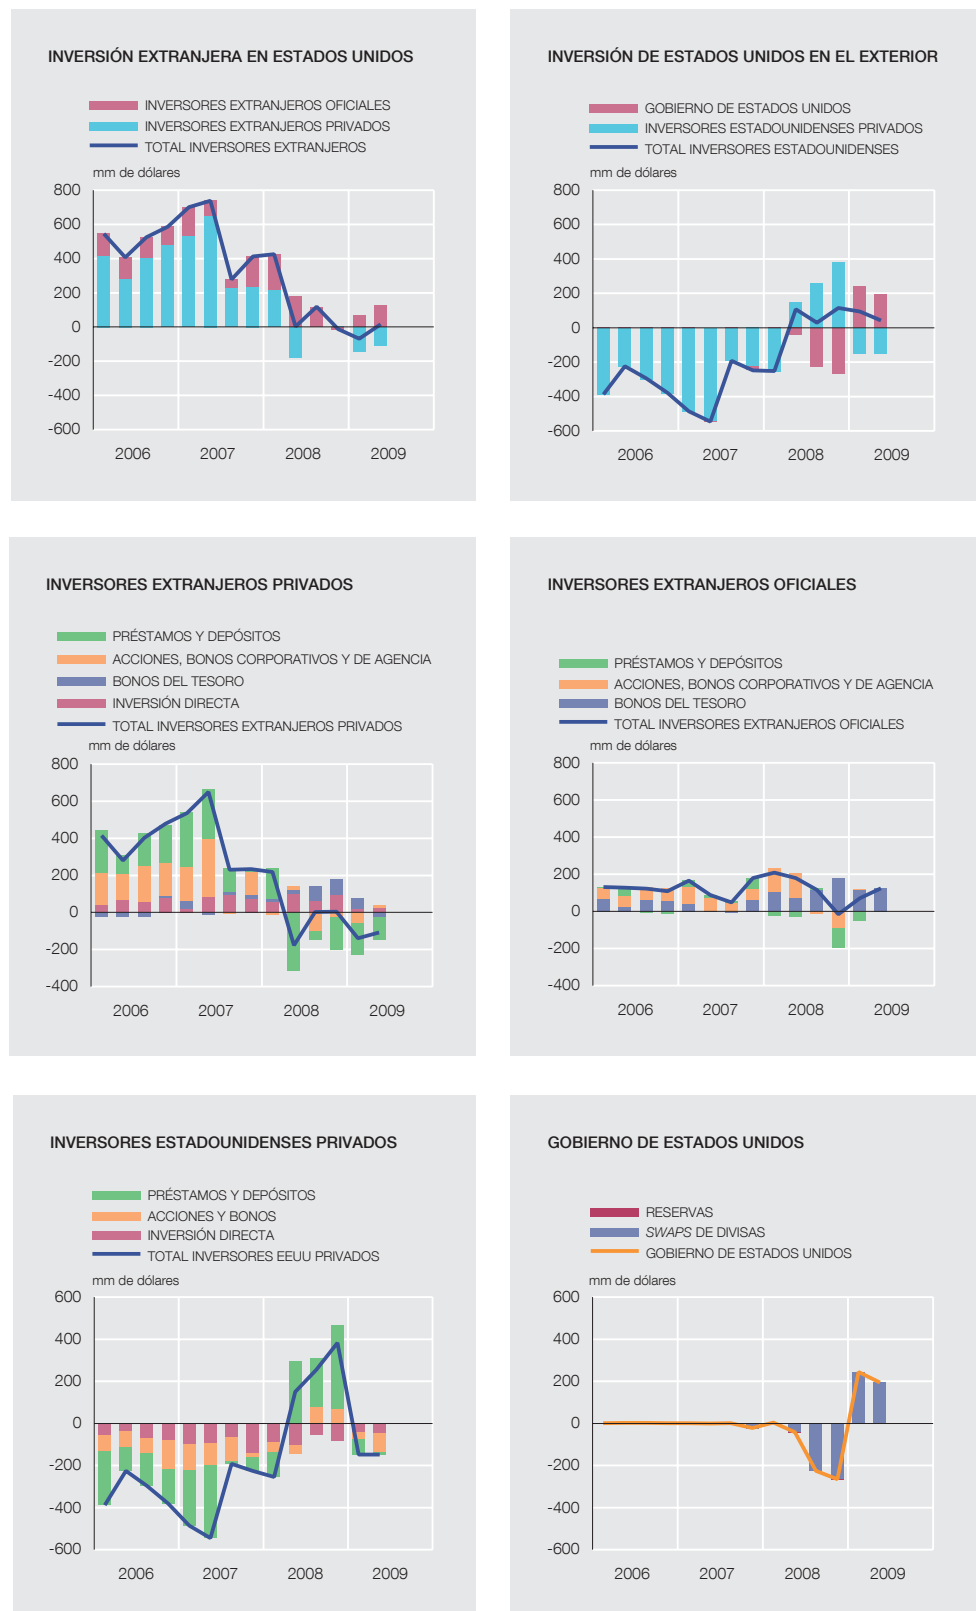 INVERSIÓN EXTRANJERA EN ESTADOS UNIDOS
INVERSORES EXTRANJEROS OFICIALES
INVERSORES EXTRANJEROS PRIVADOS
TOTAL INVERSORES EXTRANJEROS
mm de dólares
800
600
400
200
0
-200
-400
-600
2006 2007 2008 2009
INVERSIÓN DE ESTADOS UNIDOS EN EL EXTERIOR
GOBIERNO DE ESTADOS UNIDOS
INVERSORES ESTADOUNIDENSES PRIVADOS
TOTAL INVERSORES ESTADOUNIDENSES
mm de dólares
800
600
400
200
0
-200
-400
-600
2006 2007 2008 2009
INVERSORES EXTRANJEROS PRIVADOS
PRÉSTAMOS Y DEPÓSITOS
ACCIONES, BONOS CORPORATIVOS Y DE AGENCIA
BONOS DEL TESORO
INVERSIÓN DIRECTA
TOTAL INVERSORES EXTRANJEROS PRIVADOS
mm de dólares
800
600
400
200
0
-200
-400
2006 2007 2008 2009
INVERSORES EXTRANJEROS OFICIALES
PRÉSTAMOS Y DEPÓSITOS
ACCIONES, BONOS CORPORATIVOS Y DE AGENCIA
BONOS DEL TESORO
TOTAL INVERSORES EXTRANJEROS OFICIALES
mm de dólares
800
600
400
200
0
-200
-400
2006 2007 2008 2009
INVERSORES ESTADOUNIDENSES PRIVADOS
PRÉSTAMOS Y DEPÓSITOS
ACCIONES Y BONOS
INVERSIÓN DIRECTA
TOTAL INVERSORES EEUU PRIVADOS
mm de dólares
600
400
200
0
-200
-400
-600
2006 2007 2008 2009
GOBIERNO DE ESTADOS UNIDOS
RESERVAS
SWAPS DE DIVISAS
GOBIERNO DE ESTADOS UNIDOS
mm de dólares
600
400
200
0
-200
-400
-600
2006 2007 2008 2009